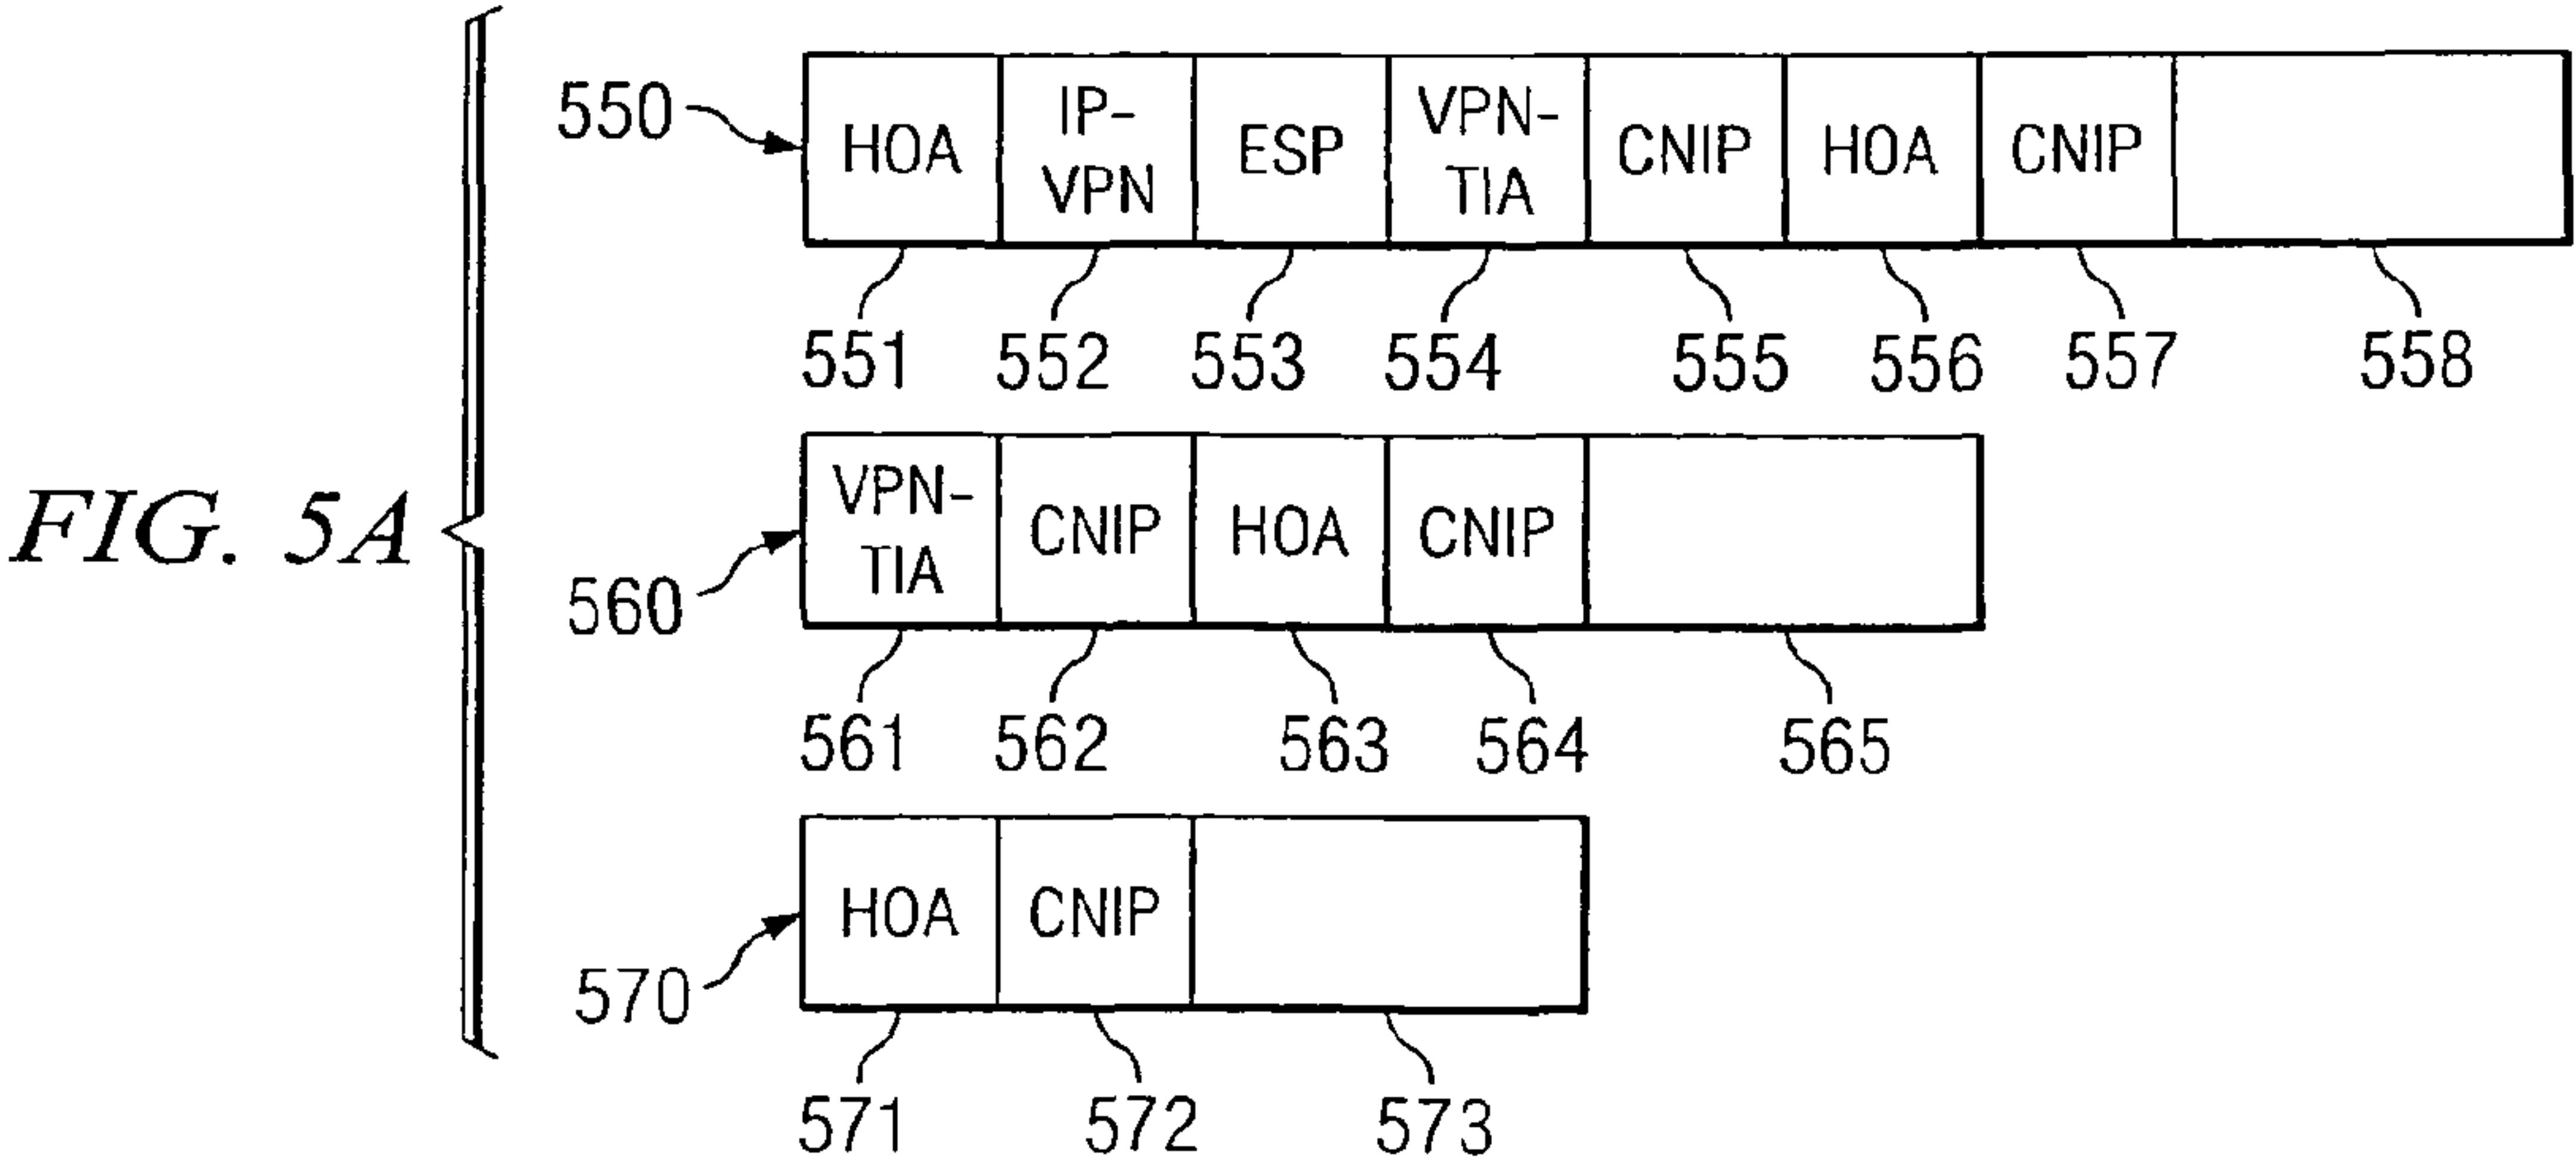 550
HOA
IP-
VPN
ESP
VPN-
TIA
CNIP
HOA
CNIP
551
552
553
554
555
556
557
558
FIG. 5A
560
VPN-
TIA
CNIP
HOA
CNIP
561
562
563
564
565
570
HOA
CNIP
571
572
573